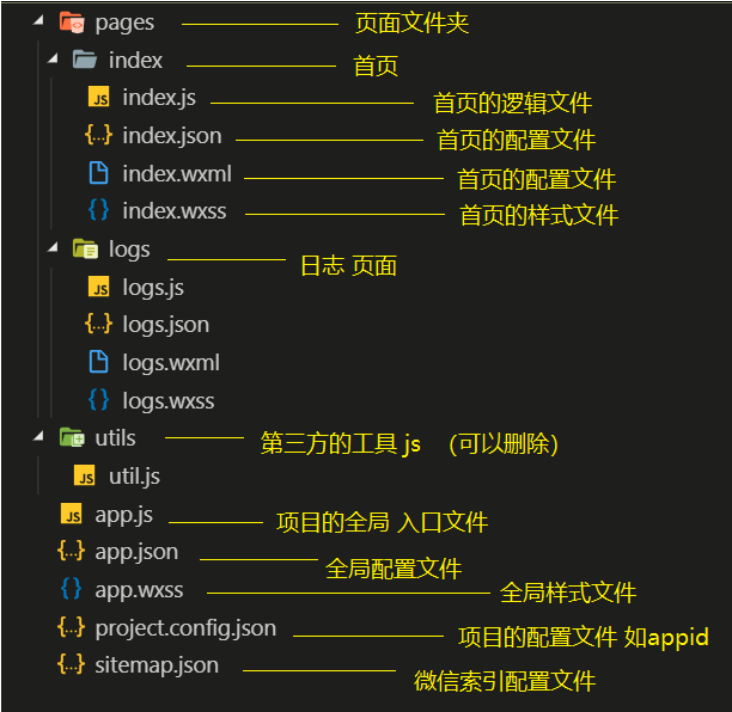 pages 页面文件夹
index 首页
index.js 首页的逻辑文件
{..} index.json 首页的配置文件
index.wxml 首页的配置文件
{} index.wxss 首页的样式文件
logs 日志 页面
JS logs.js
{..} logs.json
logs.wxml
{} logs.wxss
utils 第三方的工具 js (可以删除)
JS util.js
JS app.js 项目的全局 入口文件
{..} app.json 全局配置文件
{} app.wxss 全局样式文件
{..} project.config.json 项目的配置文件 如appid
{..} sitemap.json 微信索引配置文件